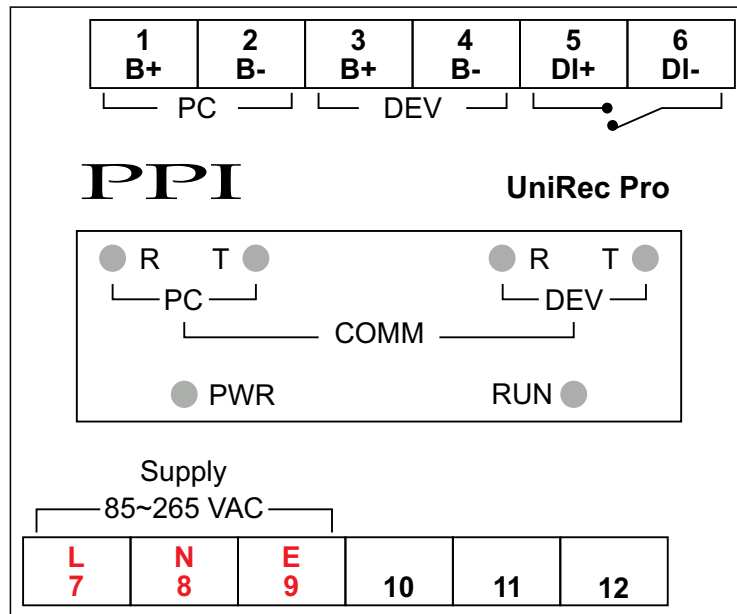 1 2 3 4 5 6
B+ B- B+ B- DI+ DI-
PC DEV
PPI UniRec Pro
R T R T
PC DEV
COMM
PWR RUN
Supply
85~265 VAC
L N E
7 8 9 10 11 12